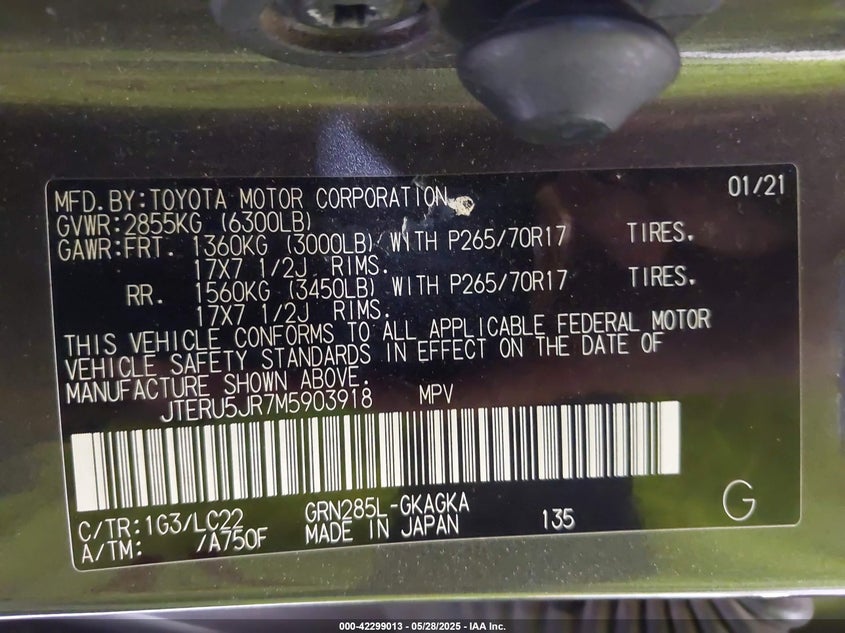 MFD.BY:TOYOTA MOTOR CORPORATION 01/21
GVWR:2855KG (6300LB)
GAWR:FRT. 1360KG (3000LB) WITH P265/70R17 TIRES.
17X7 1/2J RIMS.
RR. 1560KG (3450LB) WITH P265/70R17 TIRES.
17X7 1/2J RIMS.
THIS VEHICLE CONFORMS TO ALL APPLICABLE FEDERAL MOTOR
VEHICLE SAFETY STANDARDS IN EFFECT ON THE DATE OF
MANUFACTURE SHOWN ABOVE.
JTERU5JR7M5903918 MPV
C/TR:1G3/LC22 GRN285L-GKAGKA
A/TM: /A750F MADE IN JAPAN 135 G
000-42299013 - 05/28/2025 - IAA Inc.